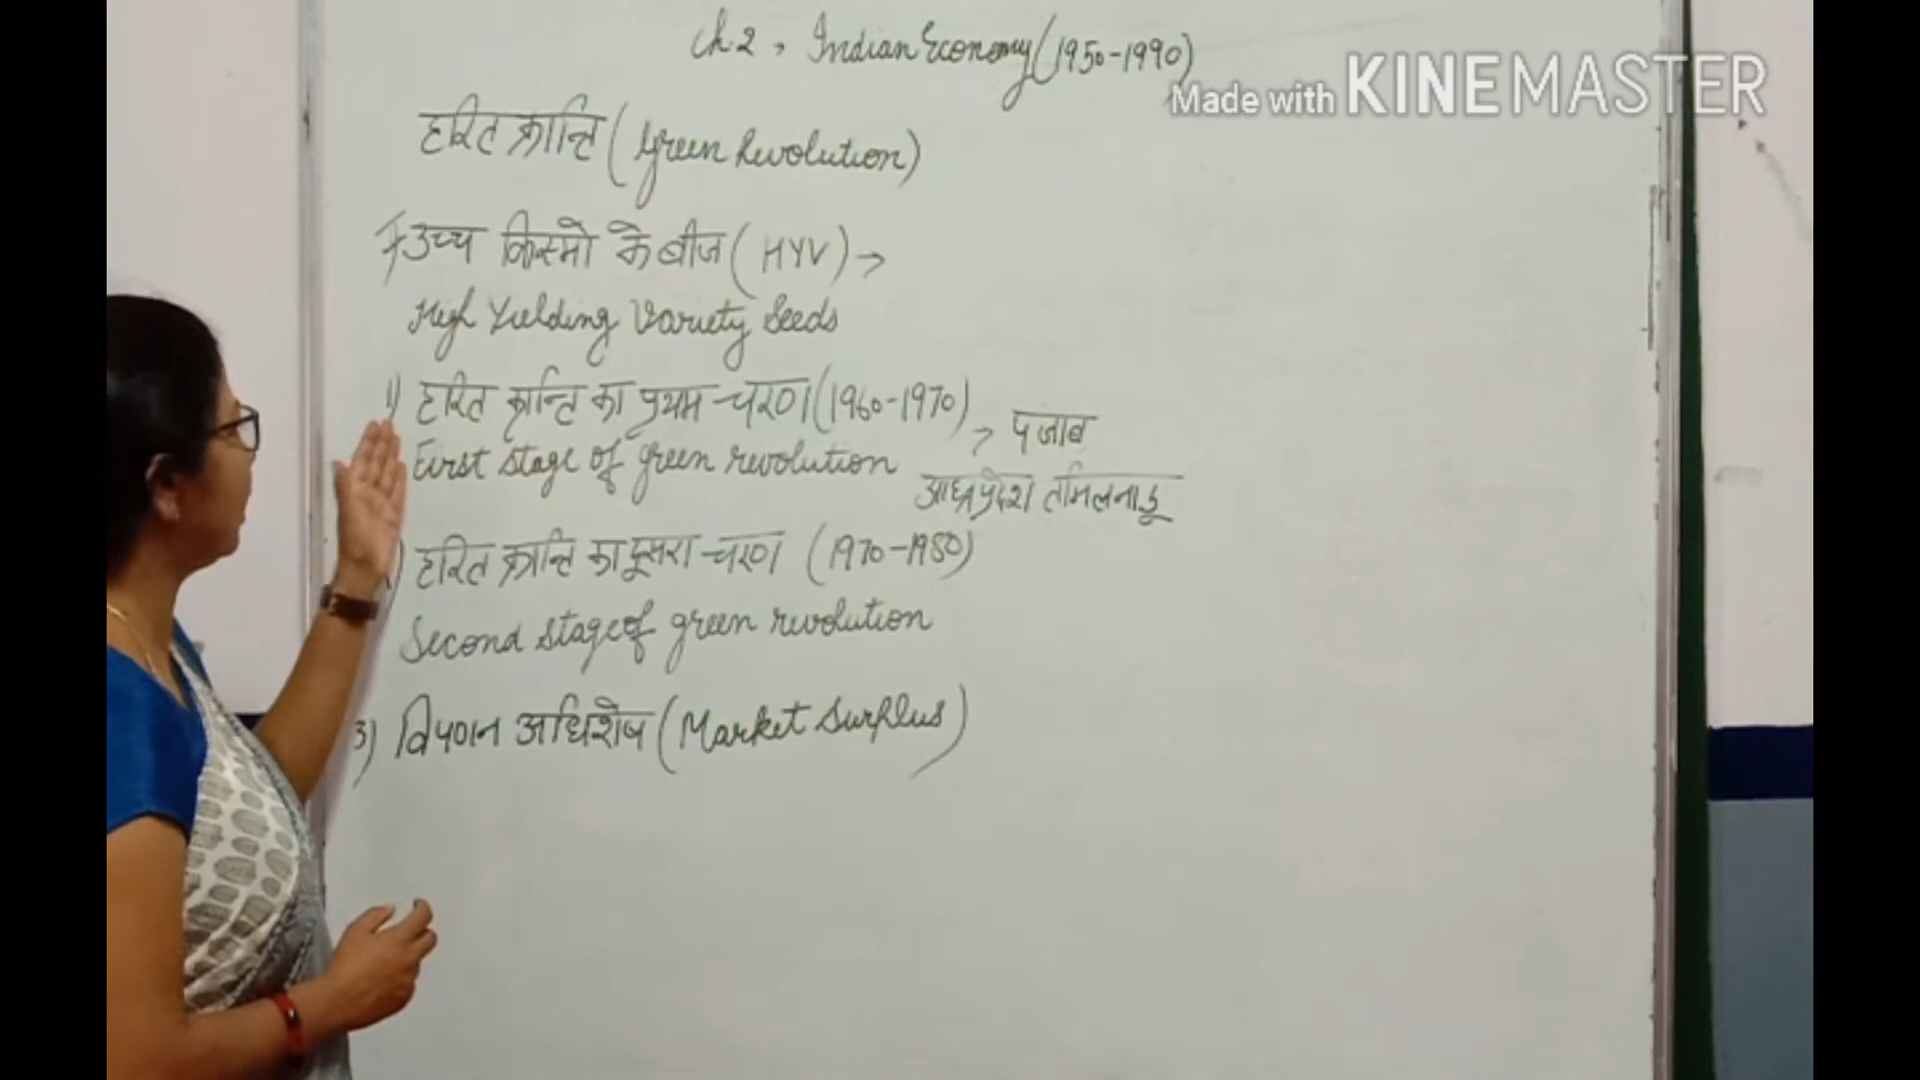 Ch.2, Indian Economy (1950-1990)
Made with KINEMASTER
हरित क्रान्ति (Green Revolution)
उच्च किस्मो के बीज (HYV) →
High Yielding Variety Seeds
1) हरित क्रान्ति का प्रथम चरण (1960-1970)
→ पंजाब
First stage of green revolution
आंध्रप्रदेश तमिलनाडू
) हरित क्रान्ति का दूसरा चरण (1970-1980)
Second stage of green revolution
3) विपणन अधिशेष (Market Surplus)